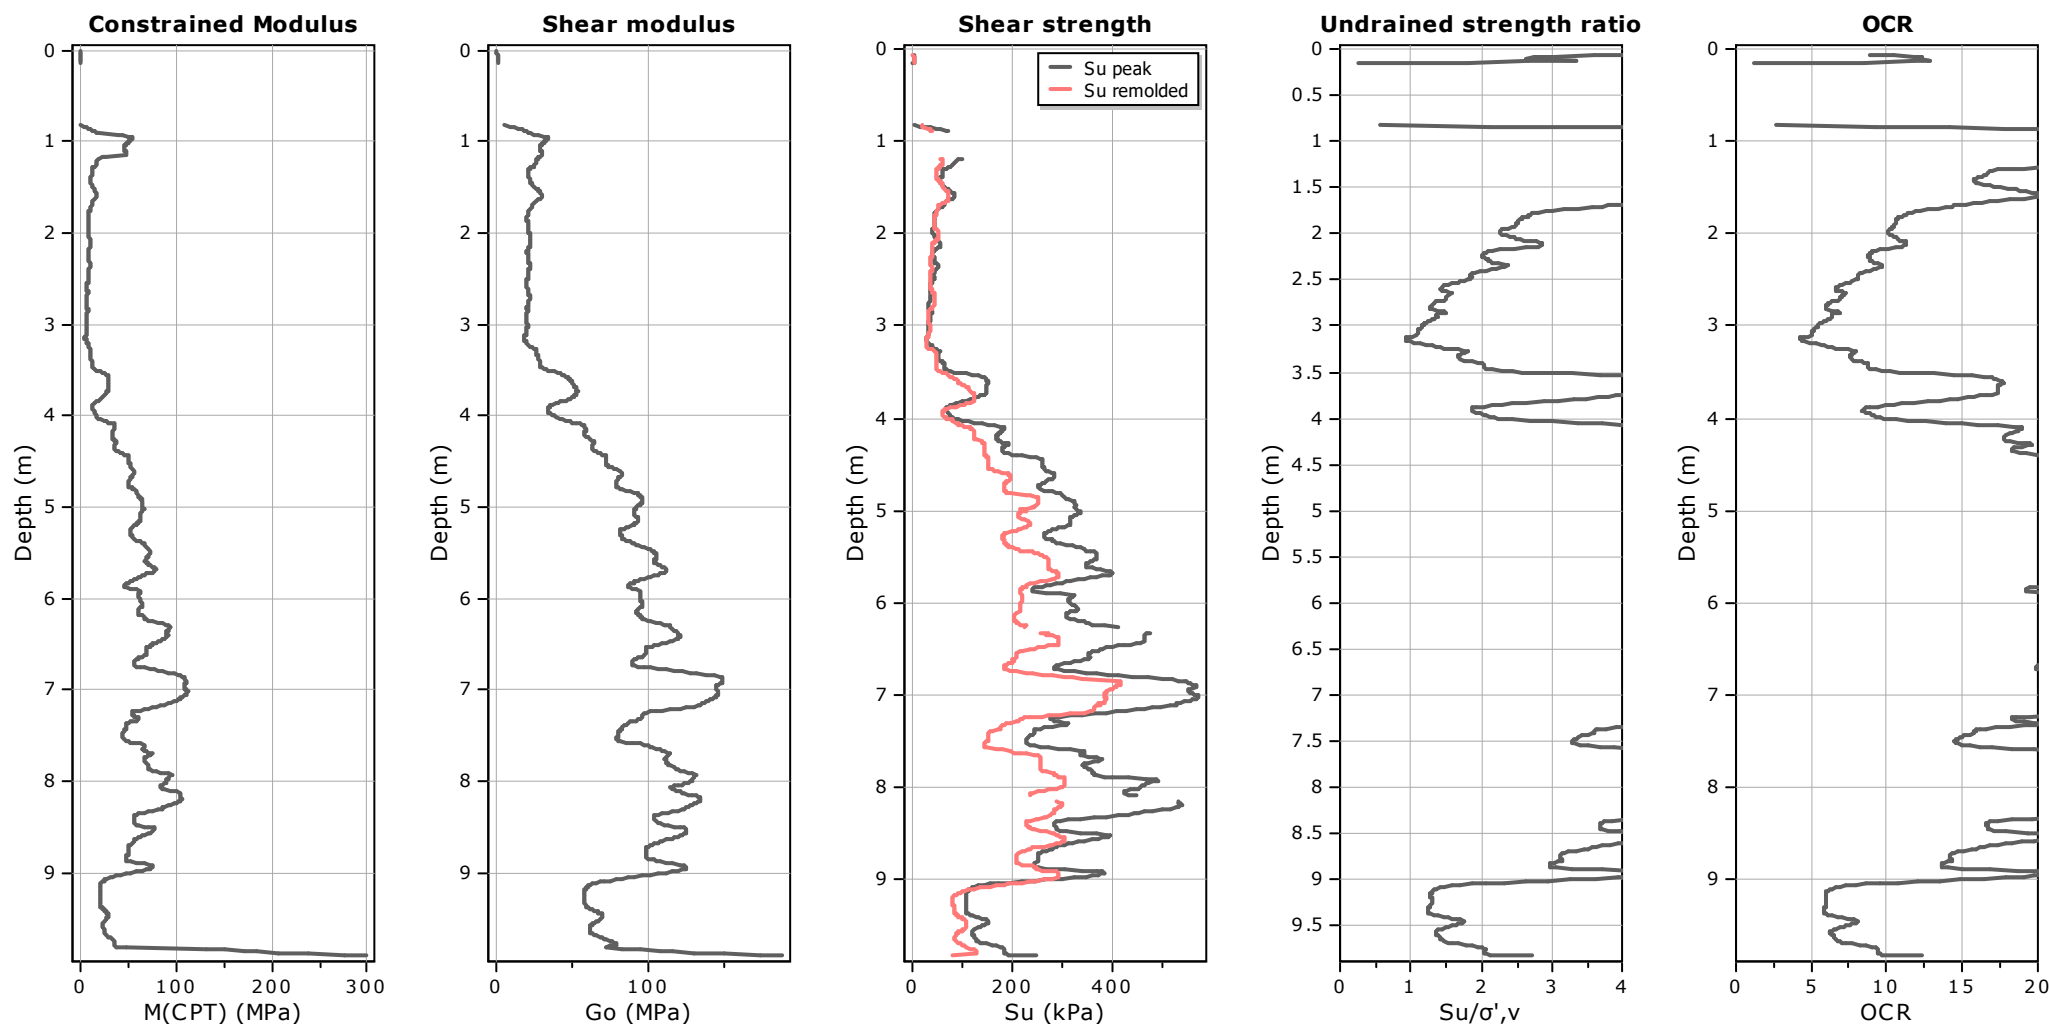 Constrained Modulus
0
1
2
3
4
5
6
7
8
9
Depth (m)
0 100 200 300
M(CPT) (MPa)
Shear modulus
0
1
2
3
4
5
6
7
8
9
Depth (m)
0 100
Go (MPa)
Shear strength
Su peak
Su remolded
0
1
2
3
4
5
6
7
8
9
Depth (m)
0 200 400
Su (kPa)
Undrained strength ratio
0
0.5
1
1.5
2
2.5
3
3.5
4
4.5
5
5.5
6
6.5
7
7.5
8
8.5
9
9.5
Depth (m)
0 1 2 3 4
Su/σ',v
OCR
0
1
2
3
4
5
6
7
8
9
Depth (m)
0 5 10 15 20
OCR